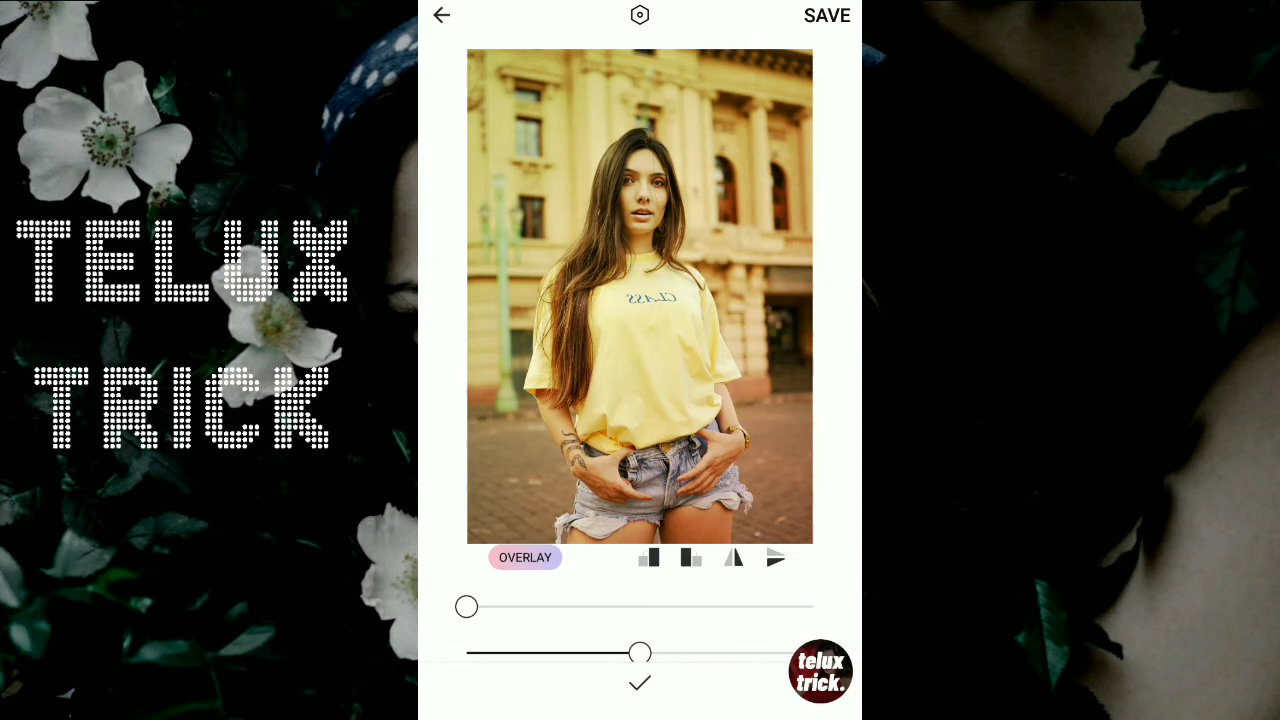 SAVE
TELUX
TRICK
CLASS
OVERLAY
telux
trick.